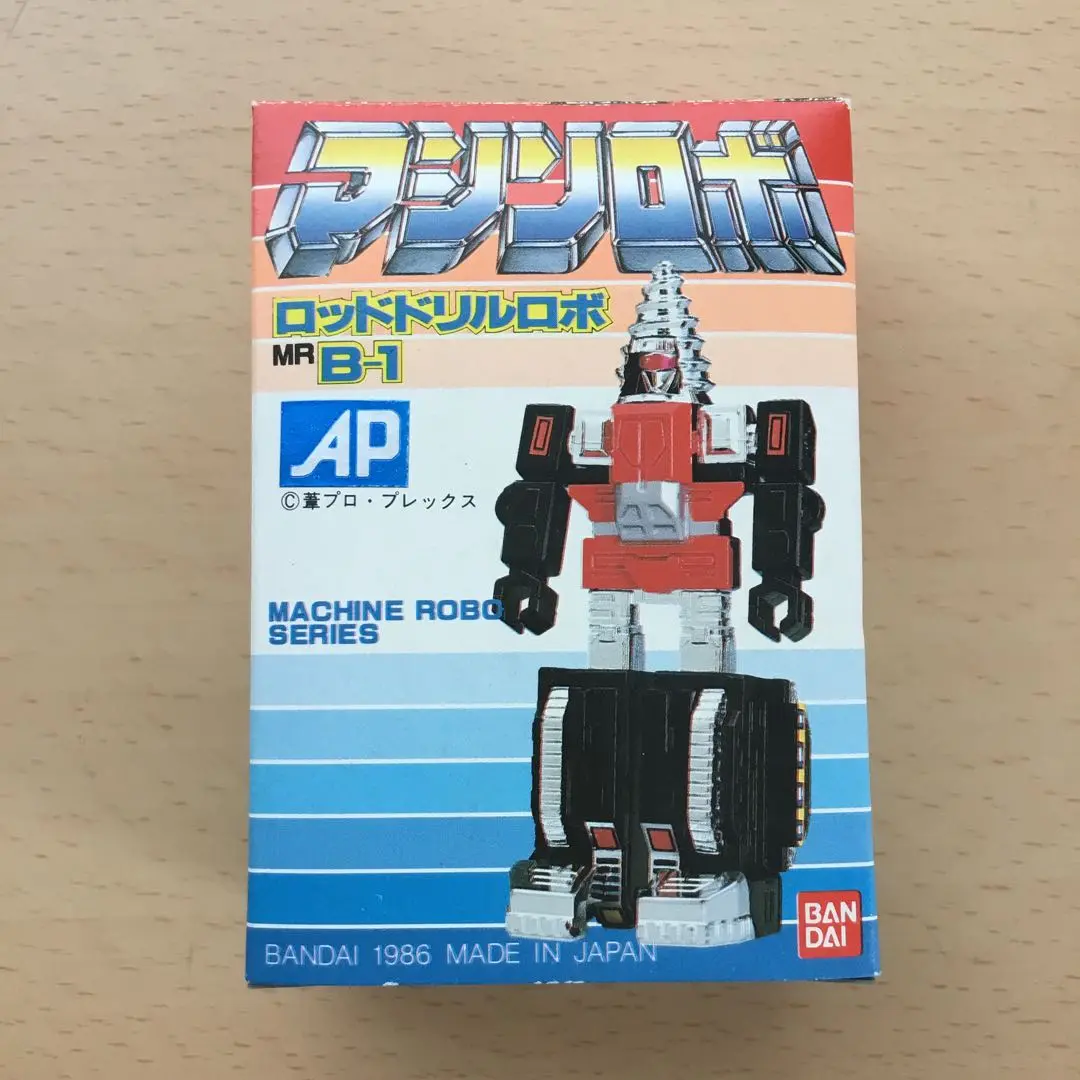 マシンロボ
ロッドドリルロボ
MR B-1
AP
©葦プロ・プレックス
MACHINE ROBO
SERIES
BANDAI 1986 MADE IN JAPAN
BAN
DAI